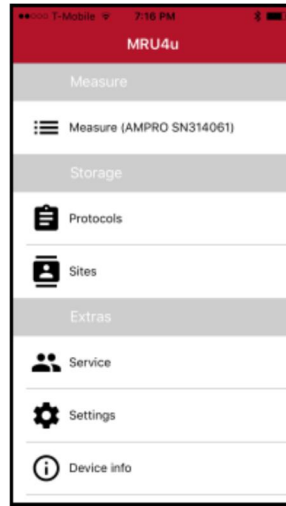 T-Mobile 7:16 PM
MRU4u
Measure
Measure (AMPRO SN314061)
Storage
Protocols
Sites
Extras
Service
Settings
Device info